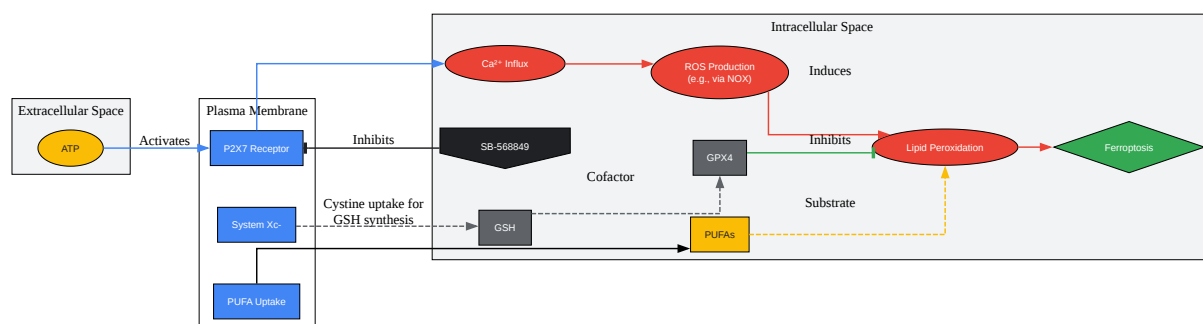 Intracellular Space
Ca²⁺ Influx
ROS Production
(e.g., via NOX)
Induces
Extracellular Space
Plasma Membrane
ATP
Activates
P2X7 Receptor
Inhibits
SB-568849
GPX4
Inhibits
Lipid Peroxidation
Ferroptosis
Cofactor
System Xc-
Cystine uptake for
GSH synthesis
GSH
PUFAs
Substrate
PUFA Uptake